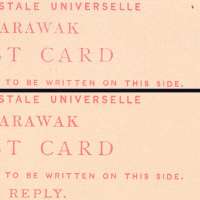 STALE UNIVERSELLE
ARAWAK
ST CARD
TO BE WRITTEN ON THIS SIDE.
STALE UNIVERSELLE
ARAWAK
ST CARD
TO BE WRITTEN ON THIS SIDE.
REPLY.